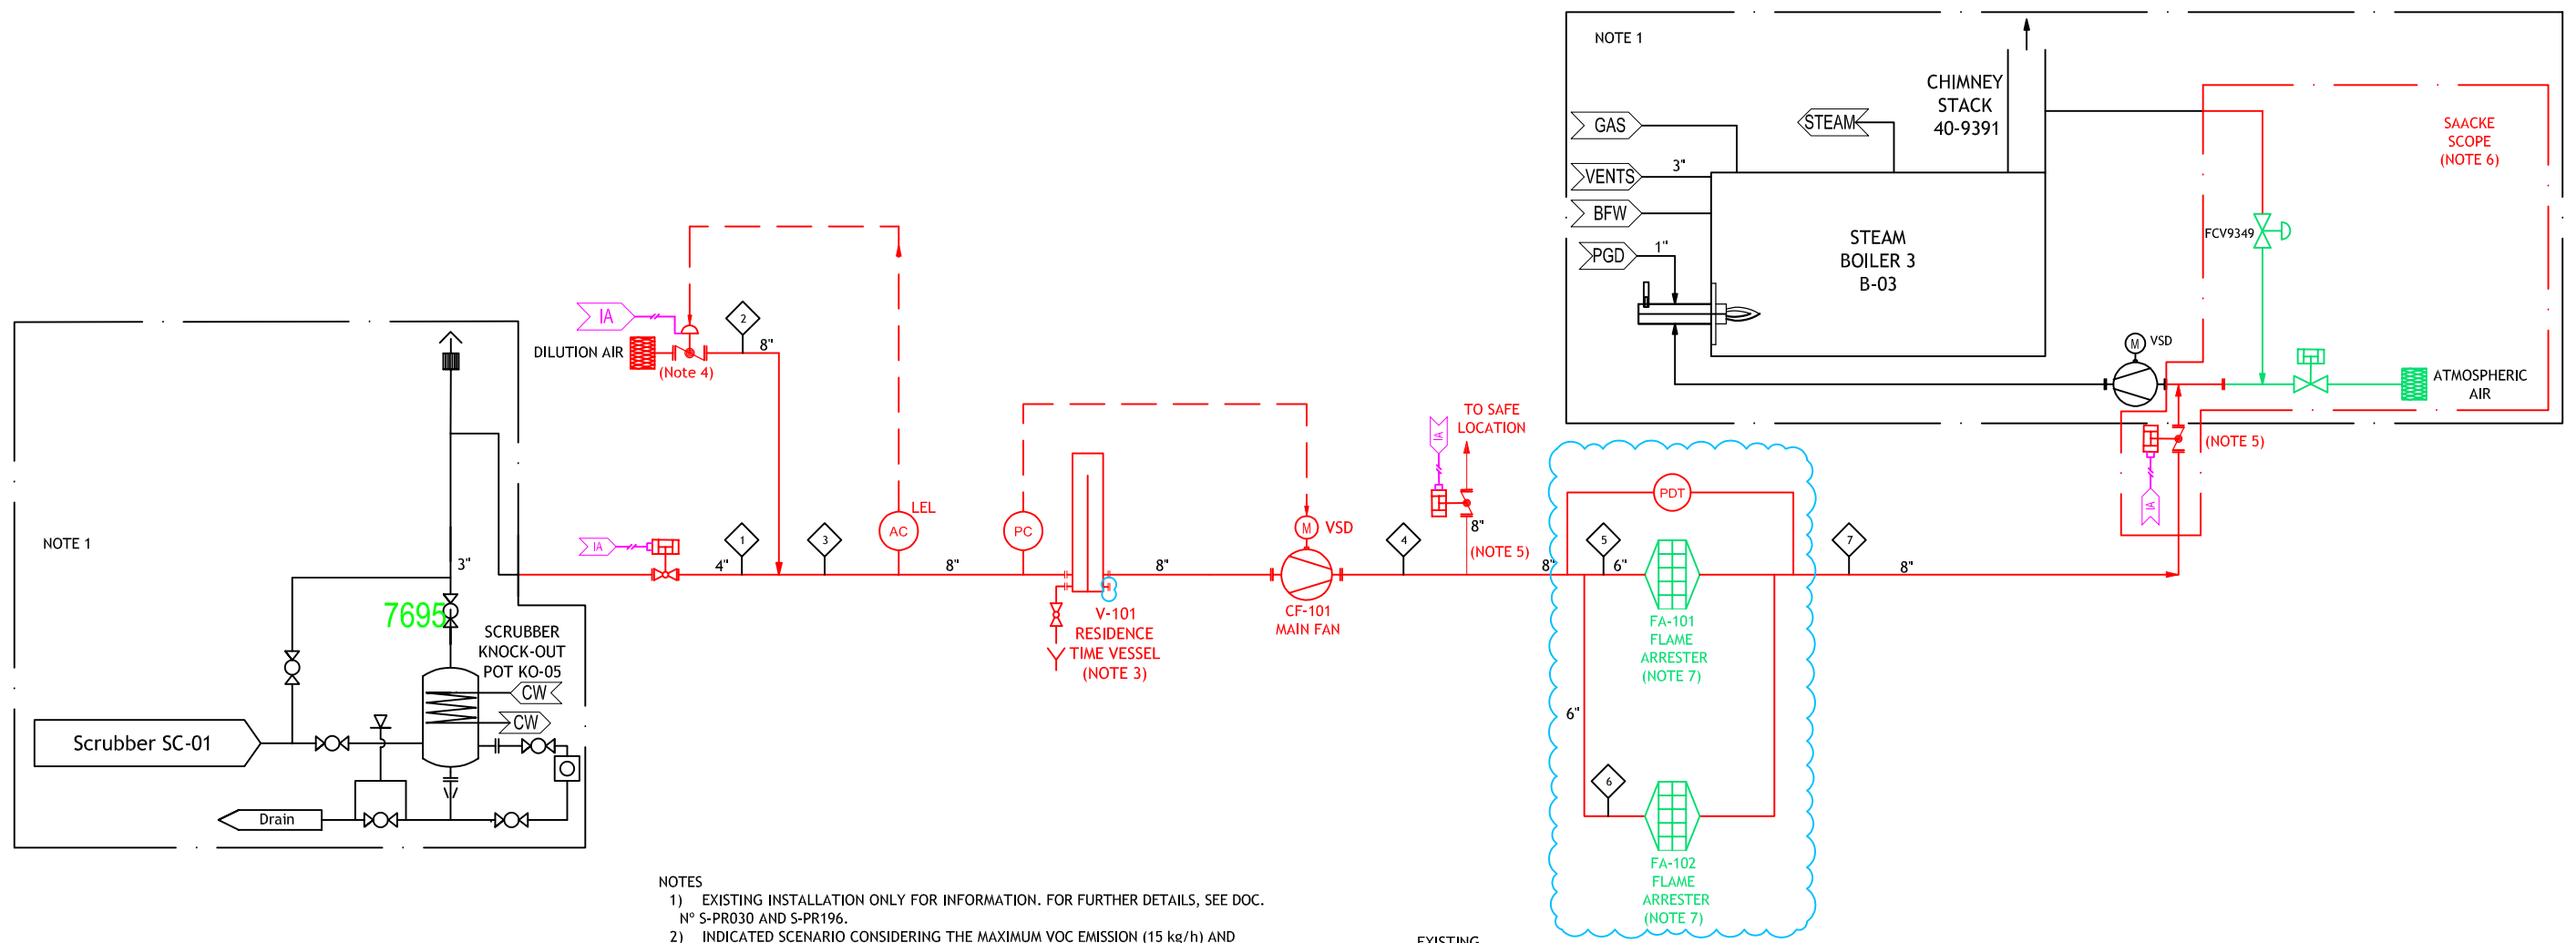 NOTE 1
CHIMNEY
STACK
40-9391
GAS
STEAM
VENTS
3"
BFW
PGD
1"
STEAM
BOILER 3
B-03
SAACKE
SCOPE
(NOTE 6)
FCV9349
M
VSD
ATMOSPHERIC
AIR
(NOTE 5)
IA
IA
DILUTION AIR
(Note 4)
2
8"
TO SAFE
LOCATION
IA
8"
(NOTE 5)
NOTE 1
3"
7695
SCRUBBER
KNOCK-OUT
POT KO-05
CW
CW
Scrubber SC-01
Drain
IA
4"
1
3
AC
LEL
8"
PC
V-101
RESIDENCE
TIME VESSEL
(NOTE 3)
8"
M
VSD
CF-101
MAIN FAN
4
8"
PDT
5
6"
FA-101
FLAME
ARRESTER
(NOTE 7)
6"
6
FA-102
FLAME
ARRESTER
(NOTE 7)
7
8"
NOTES
1) EXISTING INSTALLATION ONLY FOR INFORMATION. FOR FURTHER DETAILS, SEE DOC.
Nº S-PR030 AND S-PR196.
2) INDICATED SCENARIO CONSIDERING THE MAXIMUM VOC EMISSION (15 kg/h) AND
EXISTING